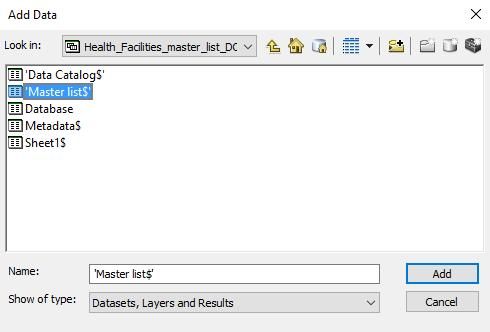 Add Data
Look in: Health_Facilities_master_list_DC
'Data Catalog$'
'Master list$'
Database
Metadata$
Sheet1$
Name: 'Master list$' Add
Show of type: Datasets, Layers and Results Cancel